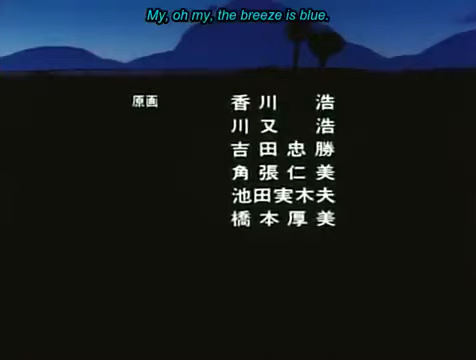 My, oh my, the breeze is blue.
原画 香川 浩
川又 浩
吉田忠勝
角張仁美
池田実木夫
橋本厚美